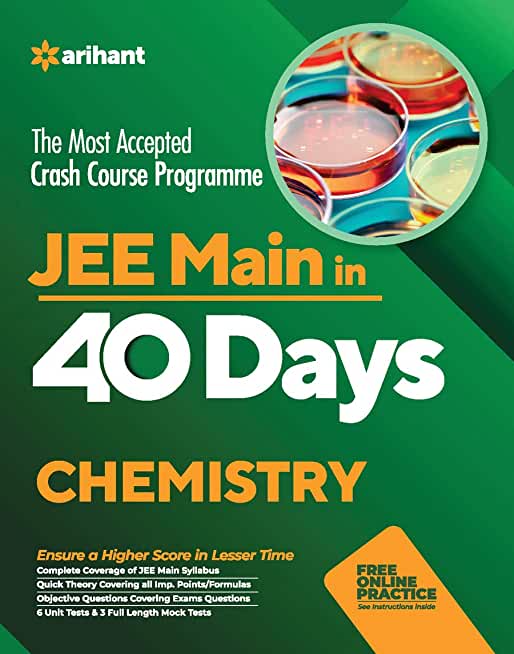 arihant
The Most Accepted
Crash Course Programme
JEE Main in
40 Days
CHEMISTRY
Ensure a Higher Score in Lesser Time
Complete Coverage of JEE Main Syllabus
Quick Theory Covering all Imp. Points/Formulas
Objective Questions Covering Exams Questions
6 Unit Tests & 3 Full Length Mock Tests
FREE
ONLINE
PRACTICE
See Instructions Inside